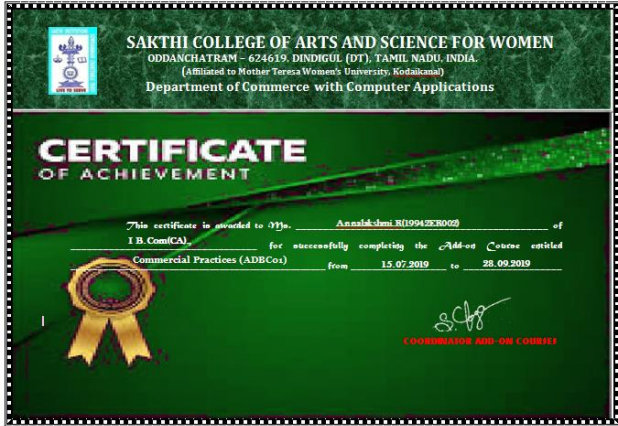 SAKTHI COLLEGE OF ARTS AND SCIENCE FOR WOMEN
ODDANCHATRAM – 624619. DINDIGUL (DT), TAMIL NADU, INDIA.
(Affiliated to Mother Teresa Women's University, Kodaikanal)
Department of Commerce with Computer Applications
LIVE TO SERVE
CERTIFICATE
OF ACHIEVEMENT
This certificate is awarded to Ms. Annalakshmi.R(19942ER002) of
I B.Com(CA) for successfully completing the Add-on Course entitled
Commercial Practices (ADBC01) from 15.07.2019 to 28.09.2019
COORDINATOR ADD-ON COURSES